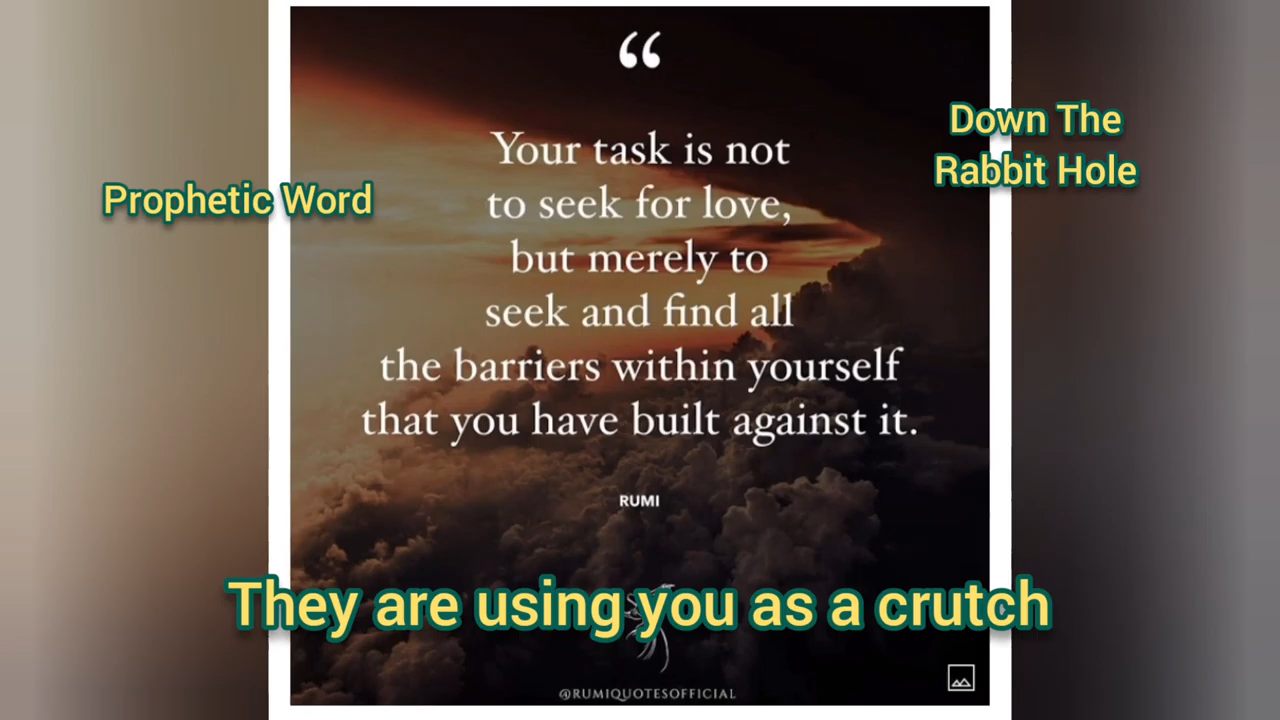 “
Your task is not
to seek for love,
but merely to
seek and find all
the barriers within yourself
that you have built against it.
RUMI
Prophetic Word
Down The
Rabbit Hole
They are using you as a crutch
@RUMIQUOTESOFFICIAL